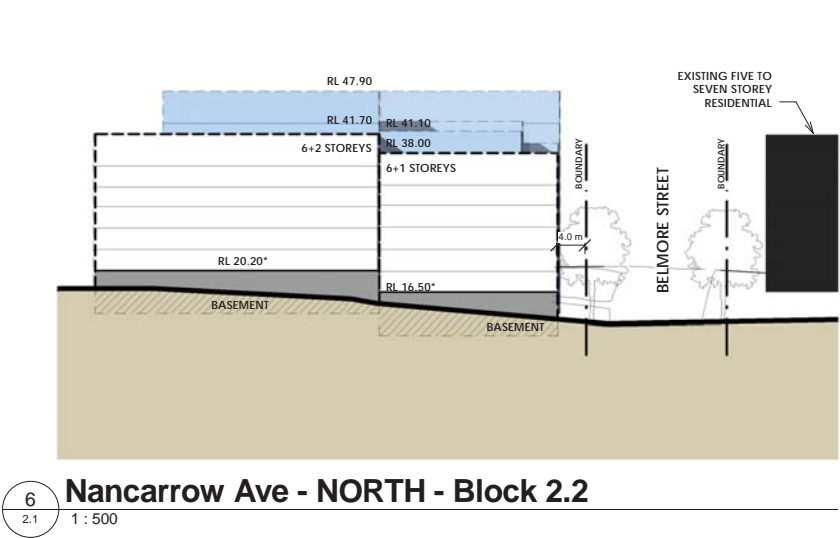 RL 47.90
EXISTING FIVE TO
SEVEN STOREY
RESIDENTIAL
RL 41.70
RL 41.10
6+2 STOREYS
RL 38.00
6+1 STOREYS
BOUNDARY
BOUNDARY
BELMORE STREET
4.0 m
RL 20.20*
RL 16.50*
BASEMENT
BASEMENT
6
2.1
Nancarrow Ave - NORTH - Block 2.2
1 : 500